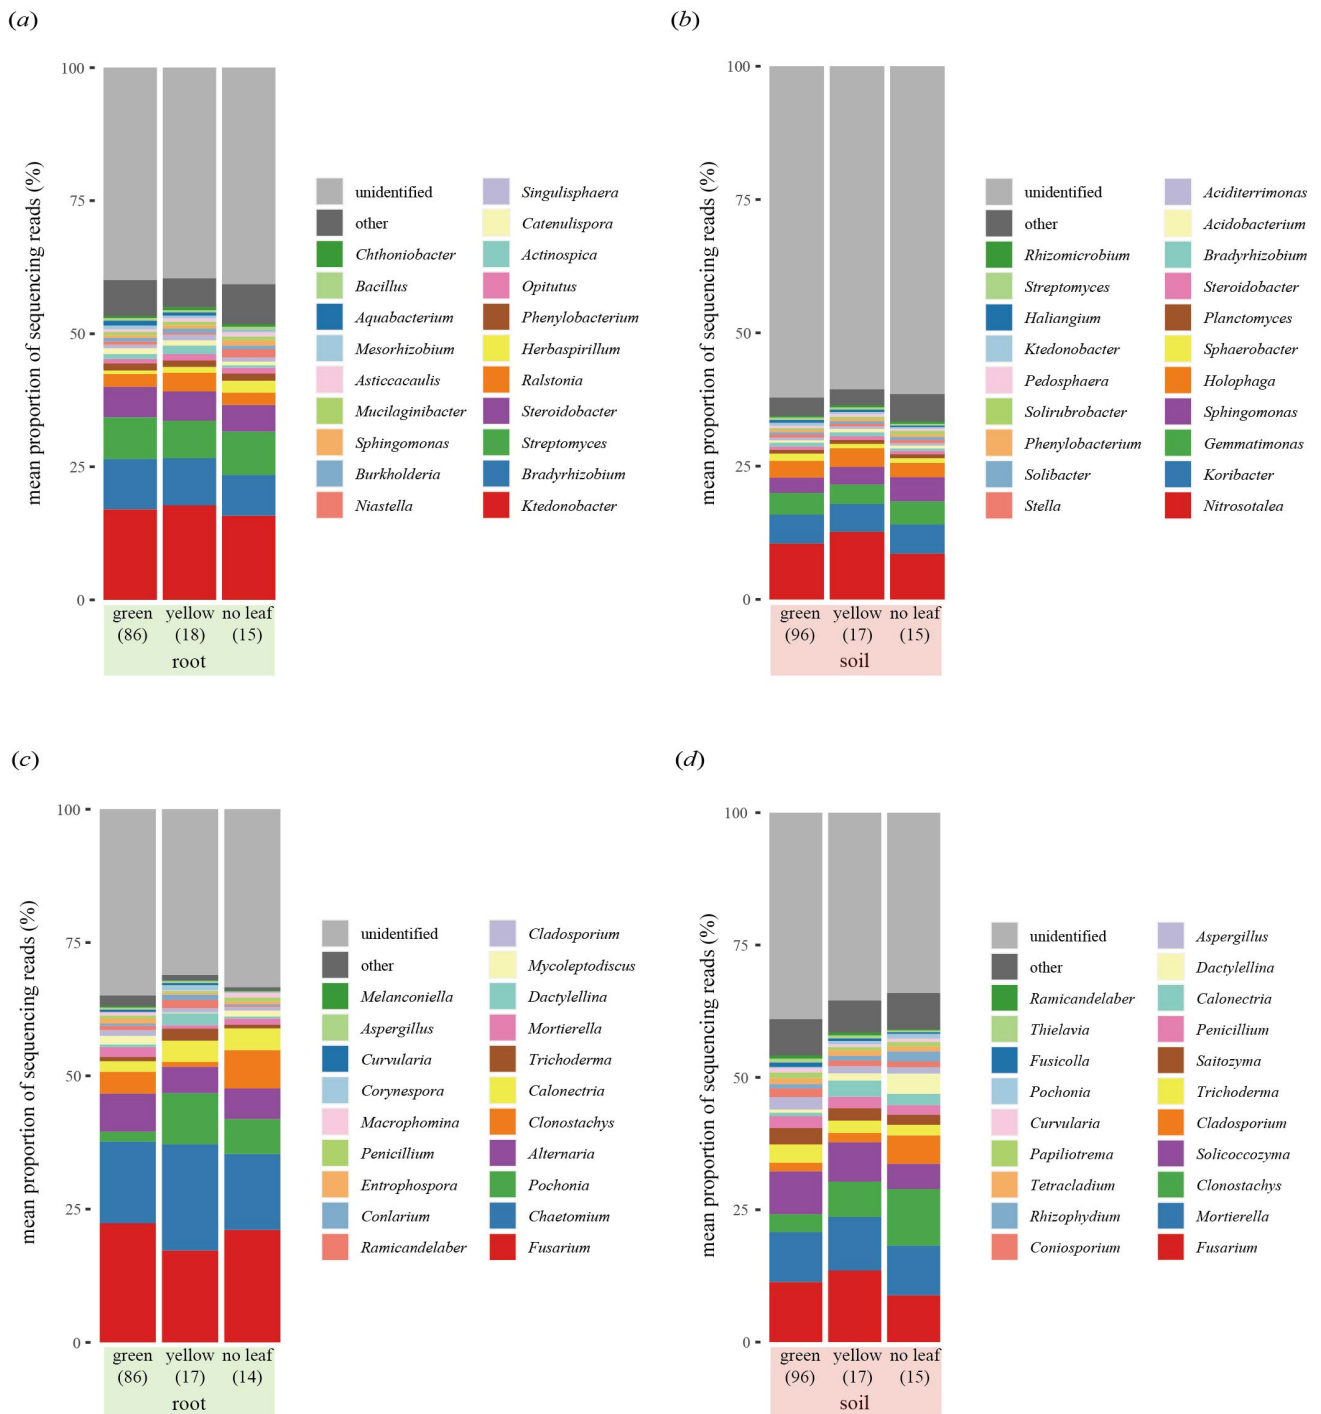 (a)
mean proportion of sequencing reads (%)
100
75
50
25
0
green yellow no leaf
(86) (18) (15)
root
unidentified
other
Chthoniobacter
Bacillus
Aquabacterium
Mesorhizobium
Asticcacaulis
Mucilaginibacter
Sphingomonas
Burkholderia
Niastella
Singulisphaera
Catenulispora
Actinospica
Opitutus
Phenylobacterium
Herbaspirillum
Ralstonia
Steroidobacter
Streptomyces
Bradyrhizobium
Ktedonobacter
(b)
mean proportion of sequencing reads (%)
100
75
50
25
0
green yellow no leaf
(96) (17) (15)
soil
unidentified
other
Rhizomicrobium
Streptomyces
Haliangium
Ktedonobacter
Pedosphaera
Solirubrobacter
Phenylobacterium
Solibacter
Stella
Aciditerrimonas
Acidobacterium
Bradyrhizobium
Steroidobacter
Planctomyces
Sphaerobacter
Holophaga
Sphingomonas
Gemmatimonas
Koribacter
Nitrosotalea
(c)
mean proportion of sequencing reads (%)
100
75
50
25
0
green yellow no leaf
(86) (17) (14)
root
unidentified
other
Melanconiella
Aspergillus
Curvularia
Corynespora
Macrophomina
Penicillium
Entrophospora
Conlarium
Ramicandelaber
Cladosporium
Mycoleptodiscus
Dactylellina
Mortierella
Trichoderma
Calonectria
Clonostachys
Alternaria
Pochonia
Chaetomium
Fusarium
(d)
mean proportion of sequencing reads (%)
100
75
50
25
0
green yellow no leaf
(96) (17) (15)
soil
unidentified
other
Ramicandelaber
Thielavia
Fusicolla
Pochonia
Curvularia
Papiliotrema
Tetracladium
Rhizophydium
Coniosporium
Aspergillus
Dactylellina
Calonectria
Penicillium
Saitozyma
Trichoderma
Cladosporium
Solicoccozyma
Clonostachys
Mortierella
Fusarium